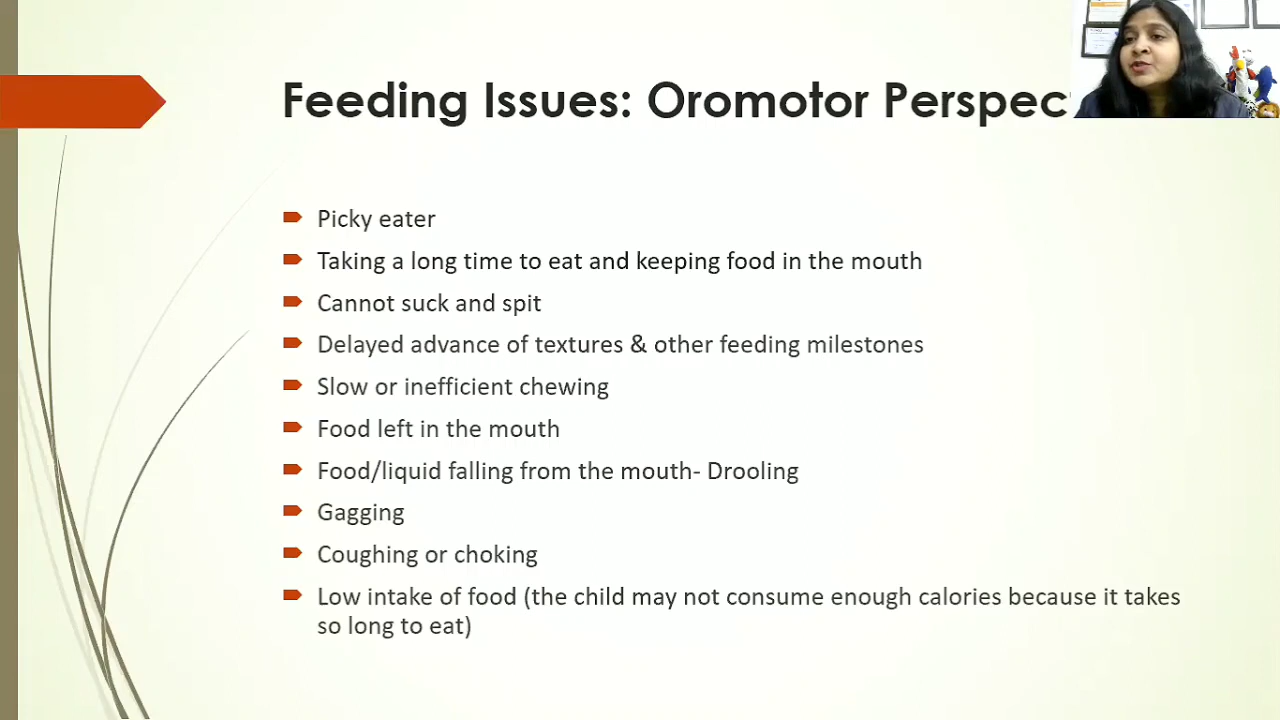 Feeding Issues: Oromotor Perspec
Picky eater
Taking a long time to eat and keeping food in the mouth
Cannot suck and spit
Delayed advance of textures & other feeding milestones
Slow or inefficient chewing
Food left in the mouth
Food/liquid falling from the mouth- Drooling
Gagging
Coughing or choking
Low intake of food (the child may not consume enough calories because it takes
so long to eat)